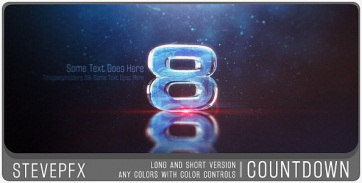 Some Text Goes Here
8
STEVEPFX
LONG AND SHORT VERSION
ANY COLORS WITH COLOR CONTROLS
COUNTDOWN